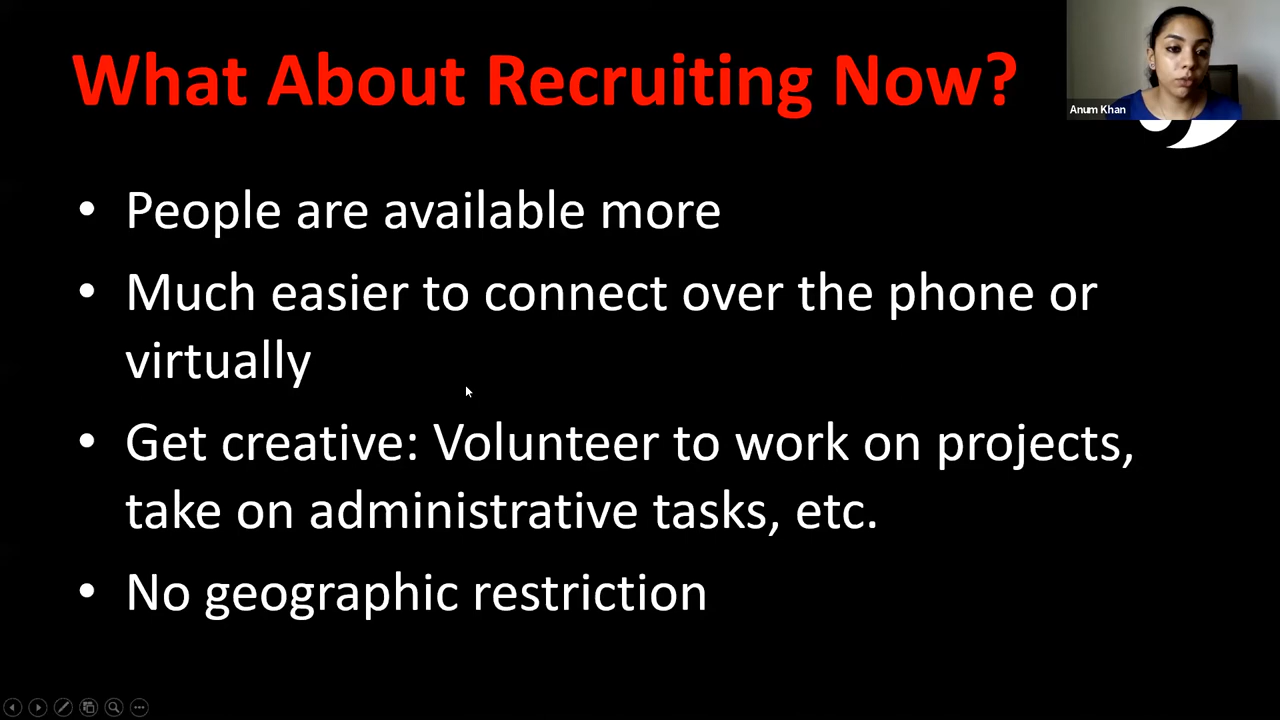 What About Recruiting Now?
Anum Khan
• People are available more
• Much easier to connect over the phone or
virtually
• Get creative: Volunteer to work on projects,
take on administrative tasks, etc.
• No geographic restriction